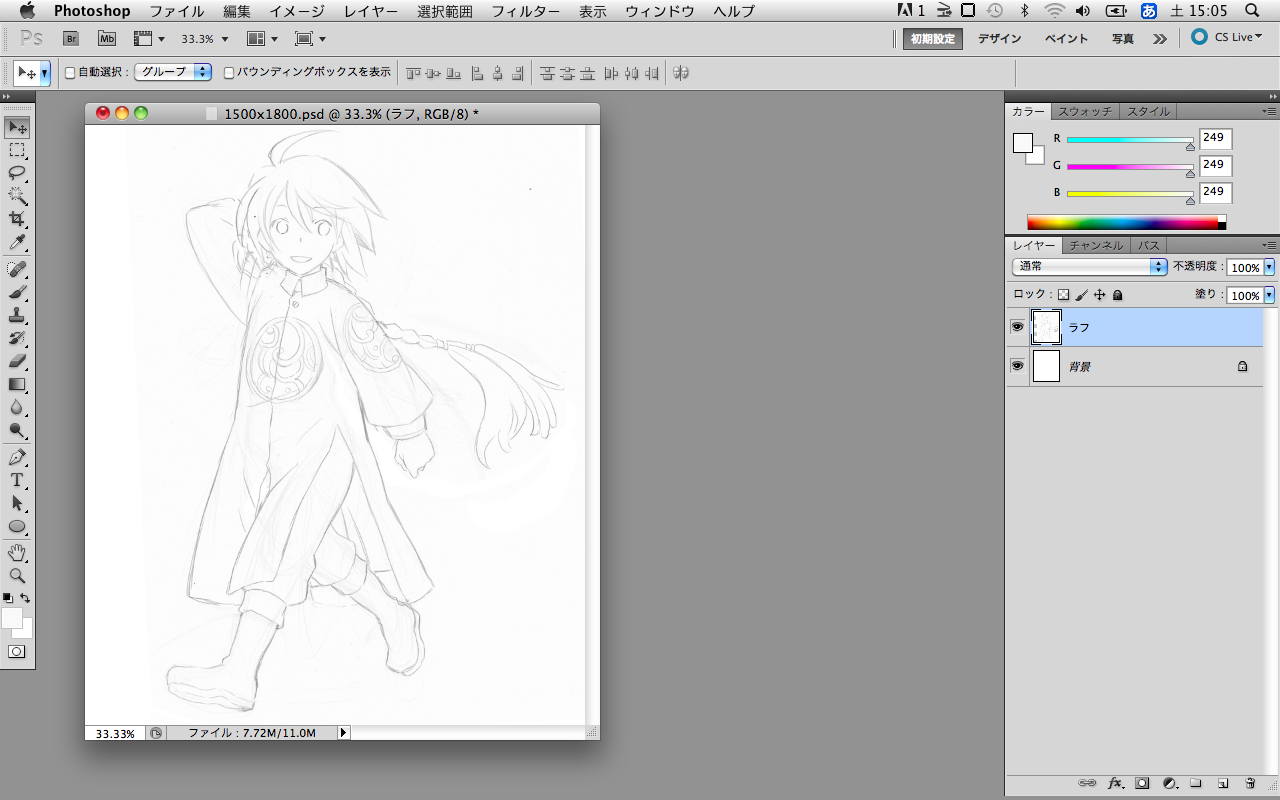 Photoshop ファイル 編集 イメージ レイヤー 選択範囲 フィルター 表示 ウィンドウ ヘルプ 1 あ 土 15:05
Ps Br Mb 33.3% 初期設定 デザイン ペイント 写真 CS Live
自動選択 : グループ バウンディングボックスを表示
1500x1800.psd @ 33.3% (ラフ, RGB/8) *
カラー スウォッチ スタイル
R 249
G 249
B 249
レイヤー チャンネル パス
通常 不透明度 : 100%
ロック : 塗り : 100%
ラフ
背景
T
33.33% ファイル : 7.72M/11.0M
fx